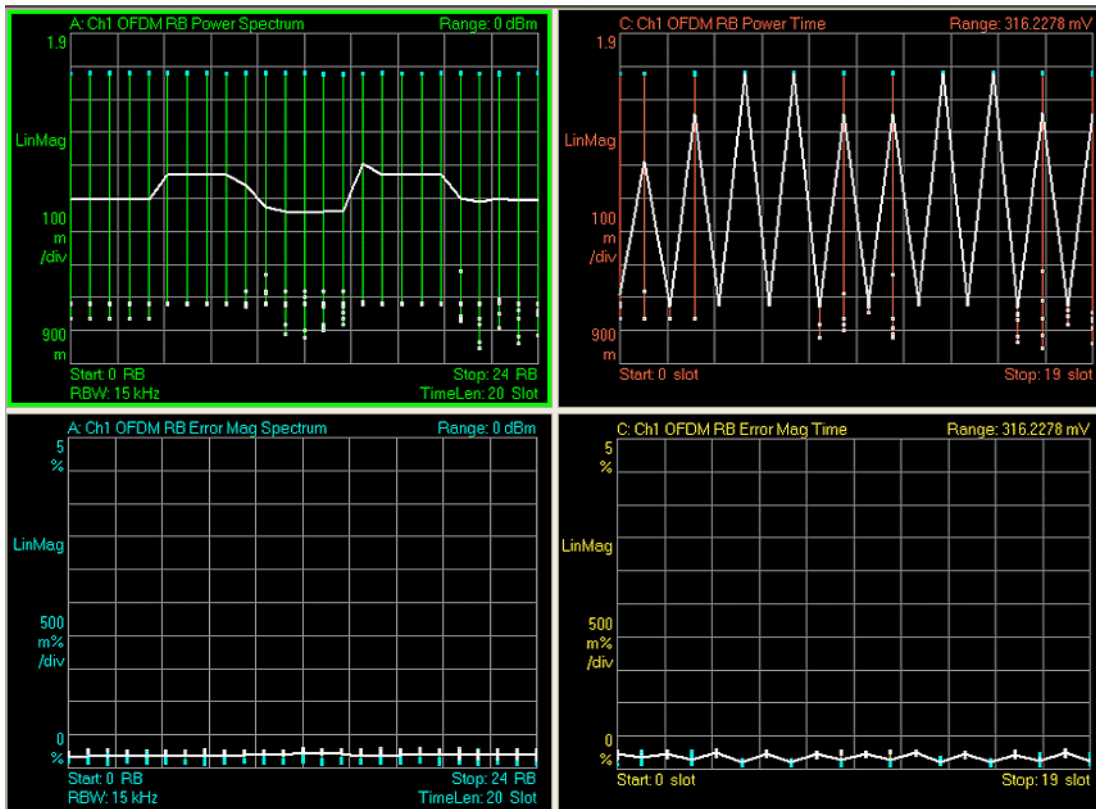 A: Ch1 OFDM RB Power Spectrum Range: 0 dBm
1.9
LinMag
100
m
/div
900
m
Start: 0 RB Stop: 24 RB
RBW: 15 kHz TimeLen: 20 Slot
C: Ch1 OFDM RB Power Time Range: 316.2278 mV
1.9
LinMag
100
m
/div
900
m
Start: 0 slot Stop: 19 slot
A: Ch1 OFDM RB Error Mag Spectrum Range: 0 dBm
5
%
LinMag
500
m%
/div
0
%
Start: 0 RB Stop: 24 RB
RBW: 15 kHz TimeLen: 20 Slot
C: Ch1 OFDM RB Error Mag Time Range: 316.2278 mV
5
%
LinMag
500
m%
/div
0
%
Start: 0 slot Stop: 19 slot